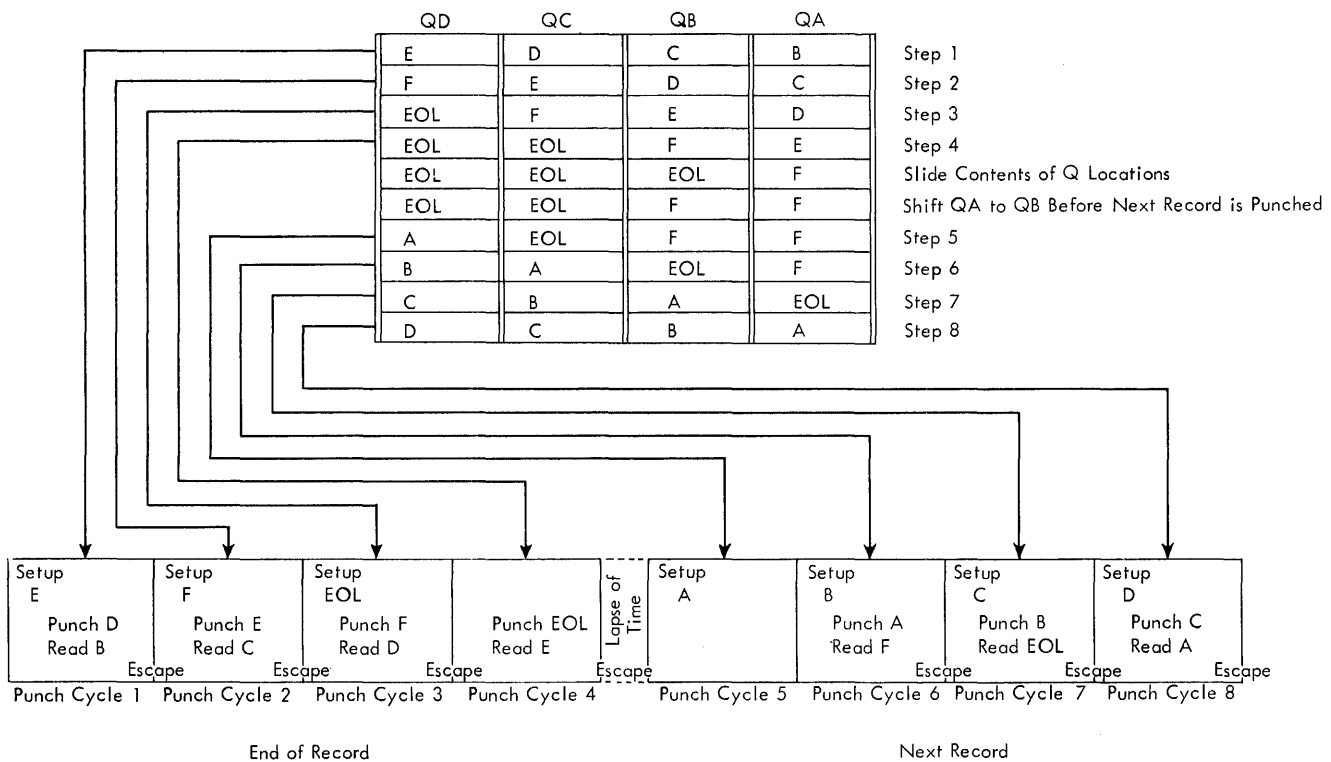 QD QC QB QA
E D C B Step 1
F E D C Step 2
EOL F E D Step 3
EOL EOL F E Step 4
EOL EOL EOL F Slide Contents of Q Locations
EOL EOL F F Shift QA to QB Before Next Record is Punched
A EOL F F Step 5
B A EOL F Step 6
C B A EOL Step 7
D C B A Step 8
Setup Setup Setup Lapse of Time Setup Setup Setup Setup
E F EOL A B C D
Punch D Punch E Punch F Punch EOL Punch A Punch B Punch C
Read B Read C Read D Read E Read F Read EOL Read A
Escape Escape Escape Escape Escape Escape Escape
Punch Cycle 1 Punch Cycle 2 Punch Cycle 3 Punch Cycle 4 Punch Cycle 5 Punch Cycle 6 Punch Cycle 7 Punch Cycle 8
End of Record Next Record